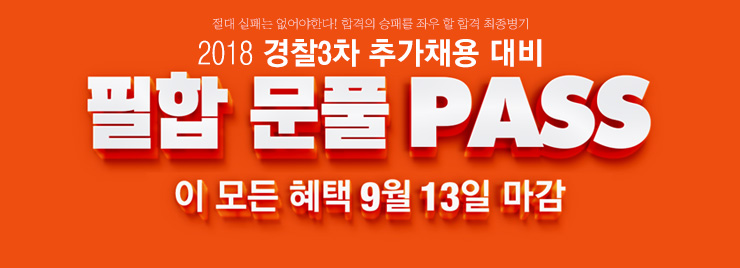 절대 실패는 없어야한다! 합격의 승패를 좌우 할 합격 최종병기
2018 경찰3차 추가채용 대비
필합 문풀 PASS
이 모든 혜택 9월 13일 마감